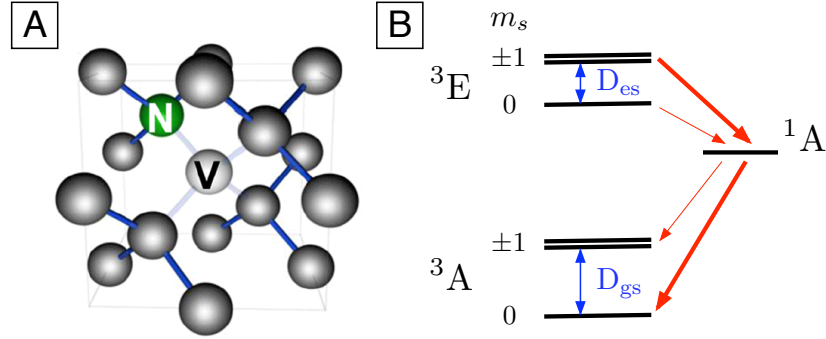 A
N
V
B
m_s
³E
±1
0
D_es
¹A
³A
±1
0
D_gs